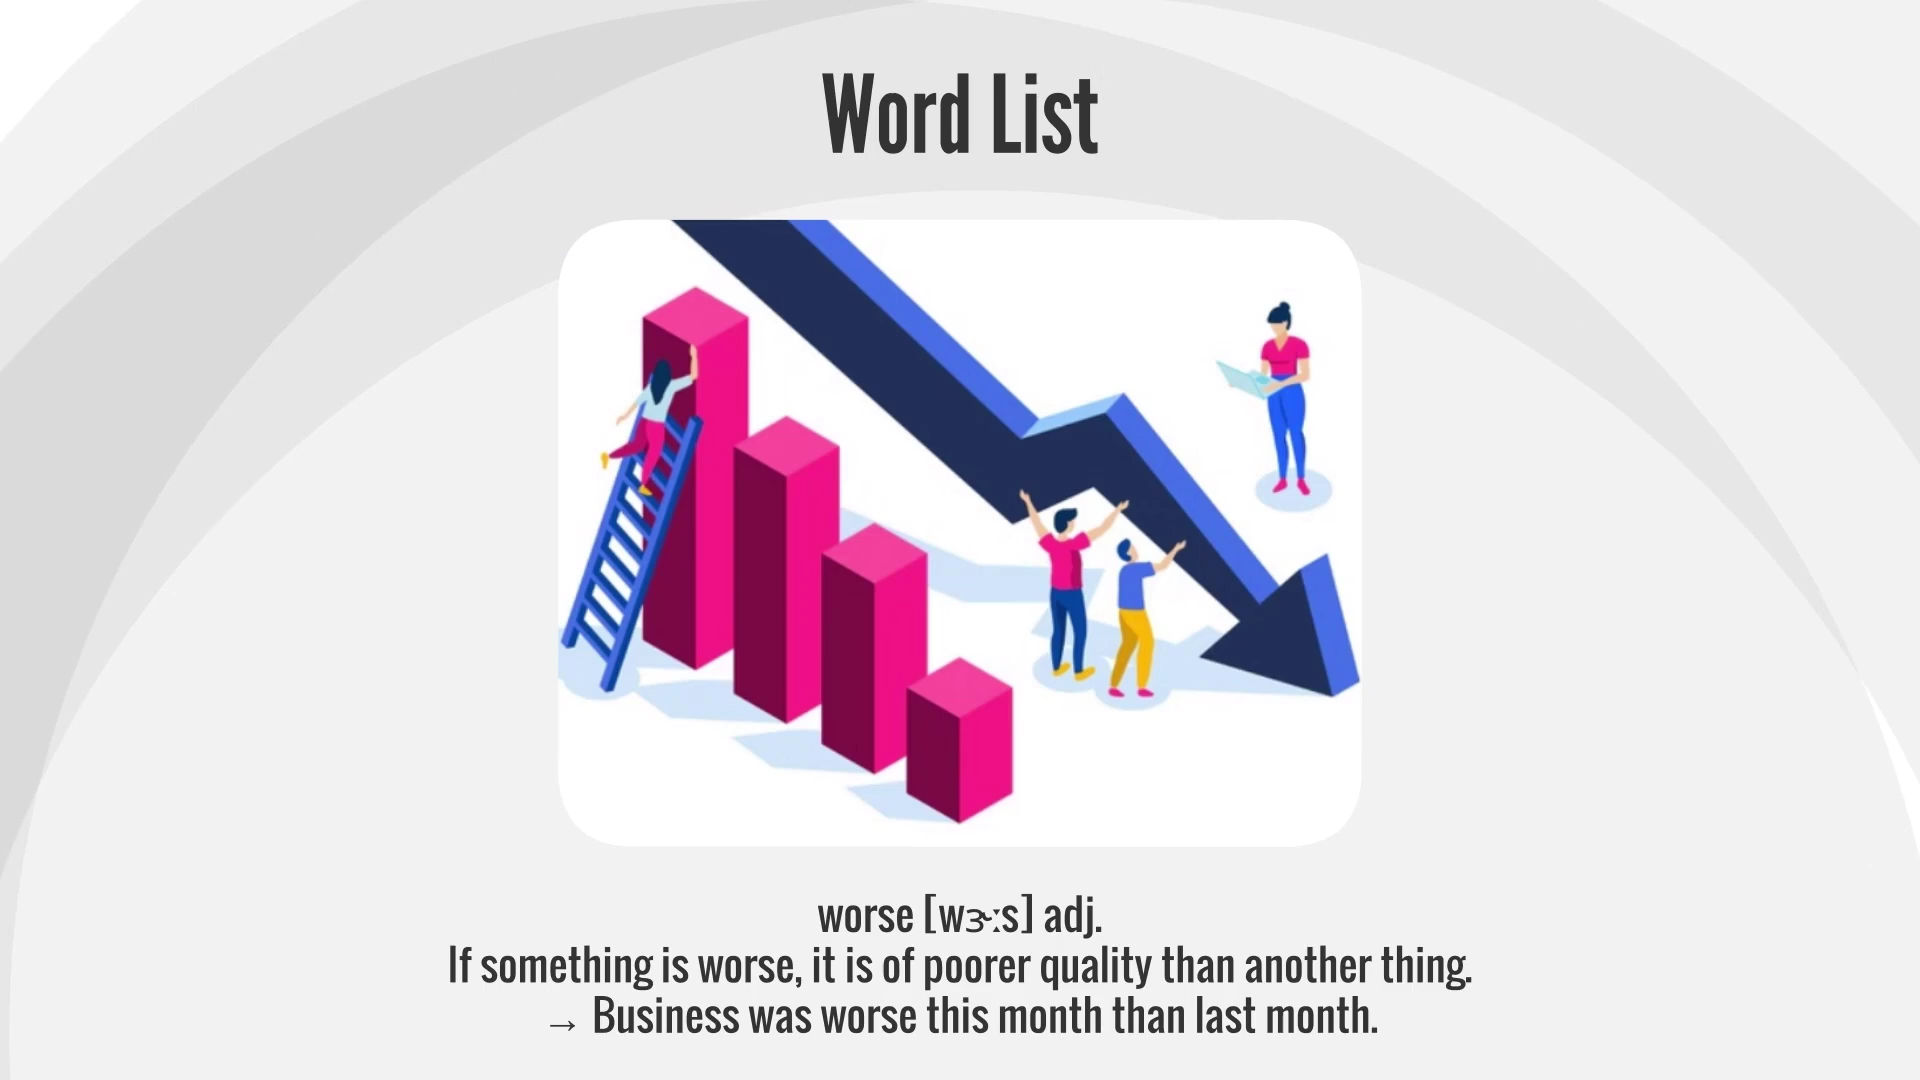 Word List
worse [wɝːs] adj.
If something is worse, it is of poorer quality than another thing.
→ Business was worse this month than last month.